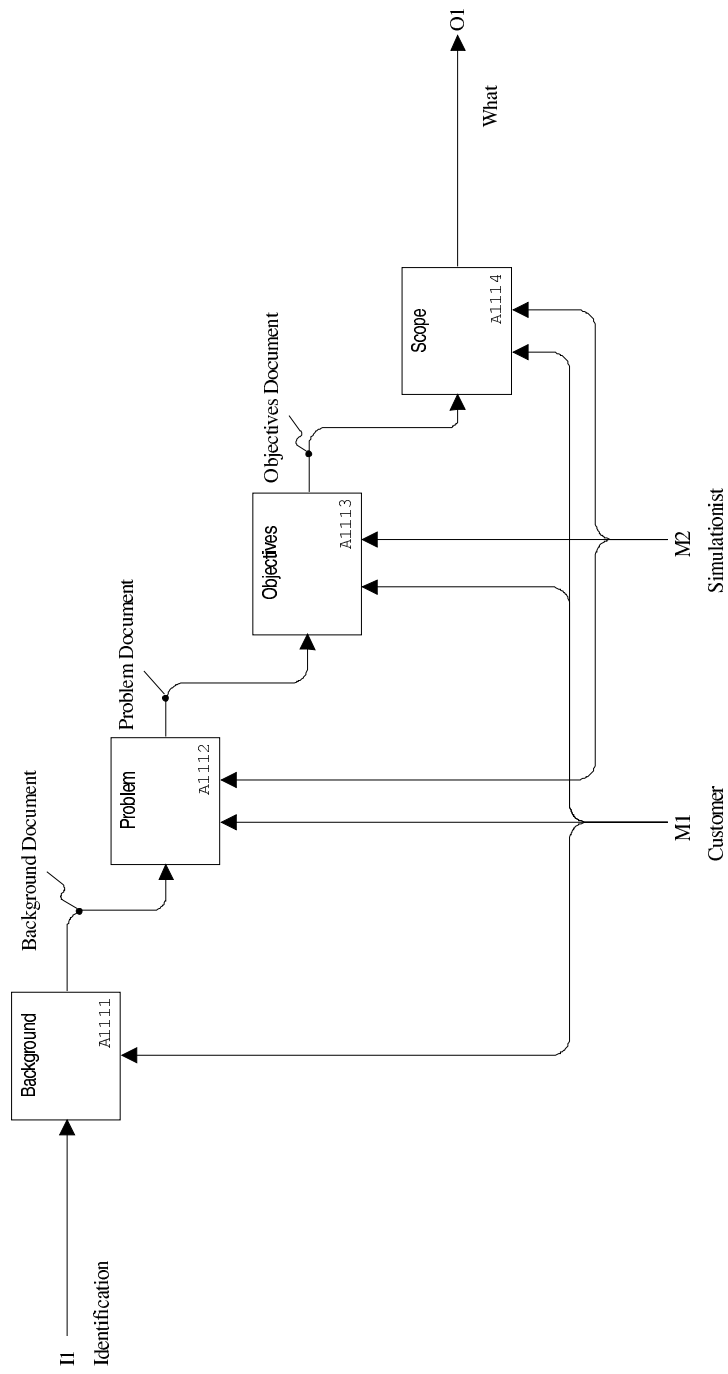 I1
Identification
Background
A1111
Background Document
Problem
A1112
Problem Document
Objectives
A1113
Objectives Document
Scope
A1114
What
O1
M1
Customer
M2
Simulationist